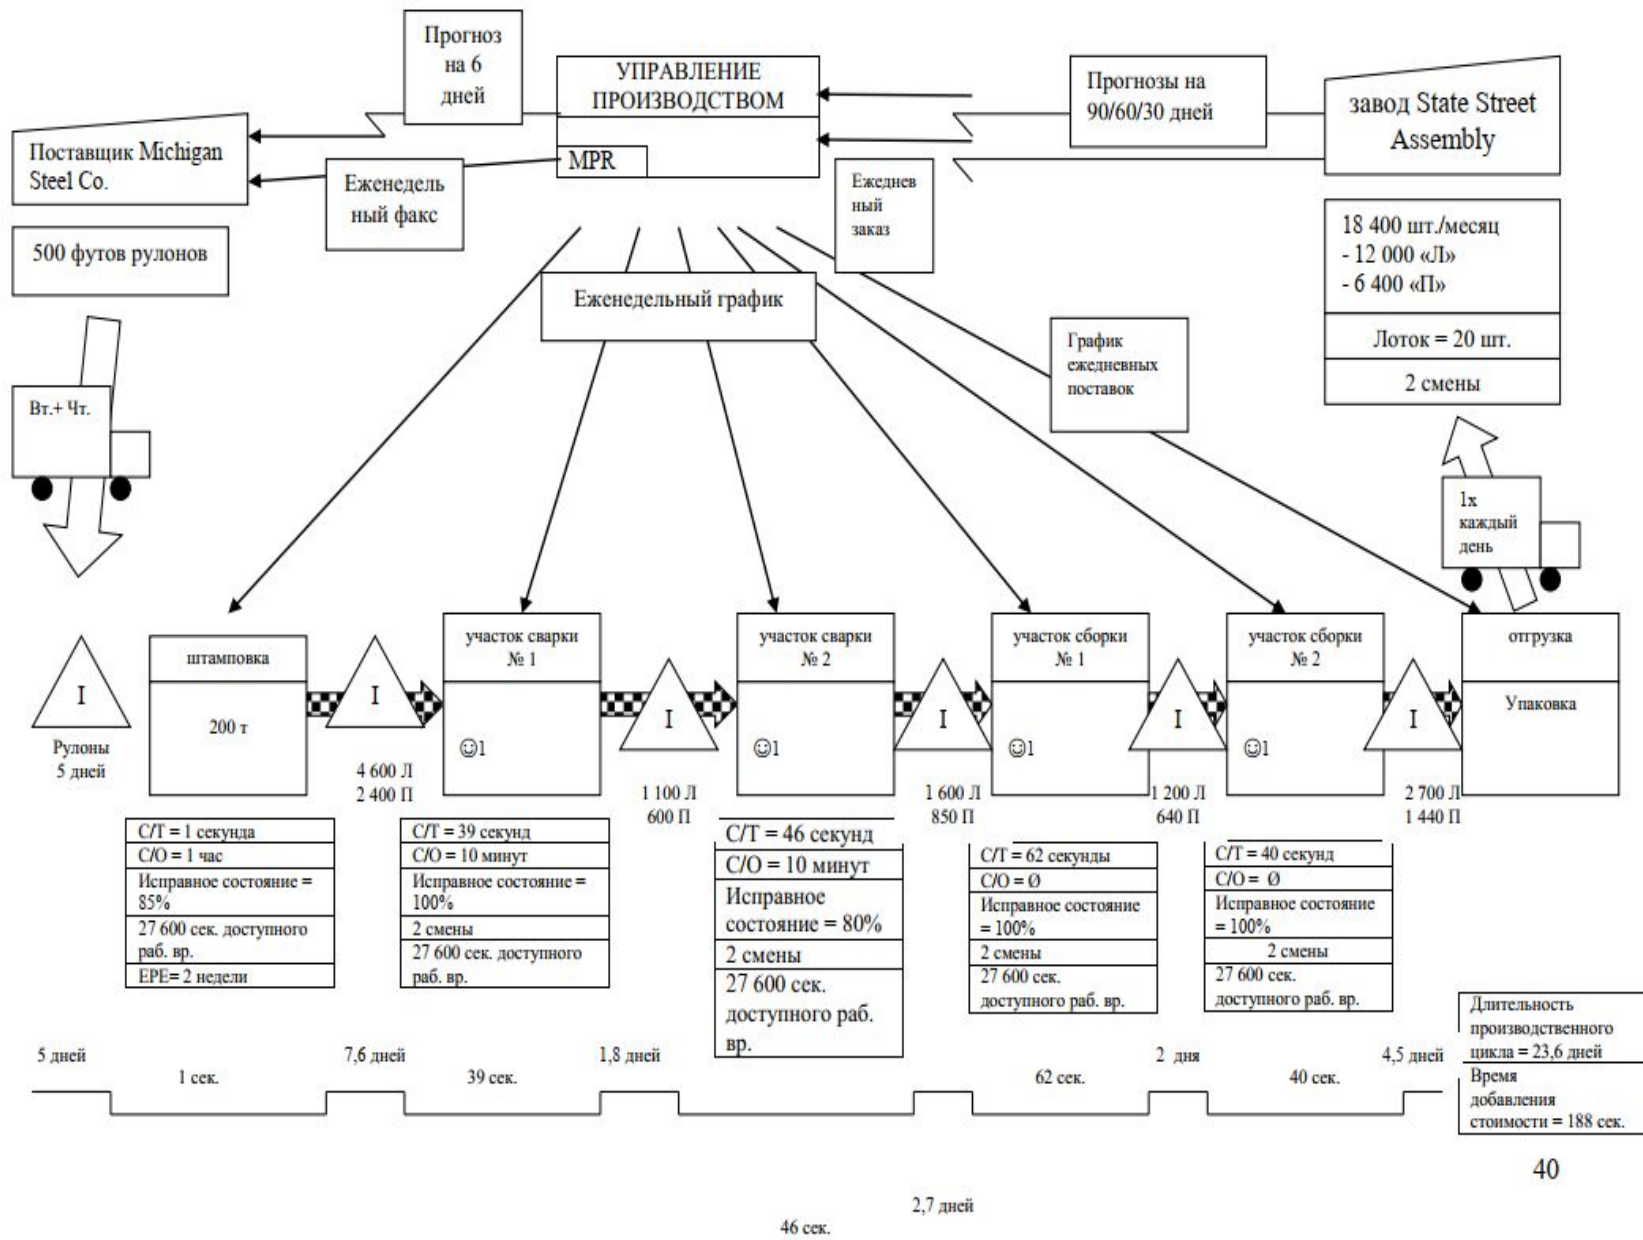 Прогноз
на 6
дней
УПРАВЛЕНИЕ
ПРОИЗВОДСТВОМ
MPR
Прогнозы на
90/60/30 дней
завод State Street
Assembly
Поставщик Michigan
Steel Co.
Еженедель
ный факс
Ежеднев
ный
заказ
500 футов рулонов
18 400 шт./месяц
- 12 000 «Л»
- 6 400 «П»
Лоток = 20 шт.
2 смены
Еженедельный график
График
ежедневных
поставок
Вт.+ Чт.
1х
каждый
день
I
Рулоны
5 дней
штамповка
200 т
I
4 600 Л
2 400 П
участок сварки
№ 1
☺1
I
1 100 Л
600 П
участок сварки
№ 2
☺1
I
1 600 Л
850 П
участок сборки
№ 1
☺1
I
1 200 Л
640 П
участок сборки
№ 2
☺1
I
2 700 Л
1 440 П
отгрузка
Упаковка
С/Т = 1 секунда
С/О = 1 час
Исправное состояние =
85%
27 600 сек. доступного
раб. вр.
EPE= 2 недели
С/Т = 39 секунд
С/О = 10 минут
Исправное состояние =
100%
2 смены
27 600 сек. доступного
раб. вр.
С/Т = 46 секунд
С/О = 10 минут
Исправное
состояние = 80%
2 смены
27 600 сек.
доступного раб.
вр.
С/Т = 62 секунды
С/О = Ø
Исправное состояние
= 100%
2 смены
27 600 сек.
доступного раб. вр.
С/Т = 40 секунд
С/О = Ø
Исправное состояние
= 100%
2 смены
27 600 сек.
доступного раб. вр.
Длительность
производственного
цикла = 23,6 дней
Время
добавления
стоимости = 188 сек.
5 дней
1 сек.
7,6 дней
39 сек.
1,8 дней
62 сек.
2 дня
40 сек.
4,5 дней
40
2,7 дней
46 сек.